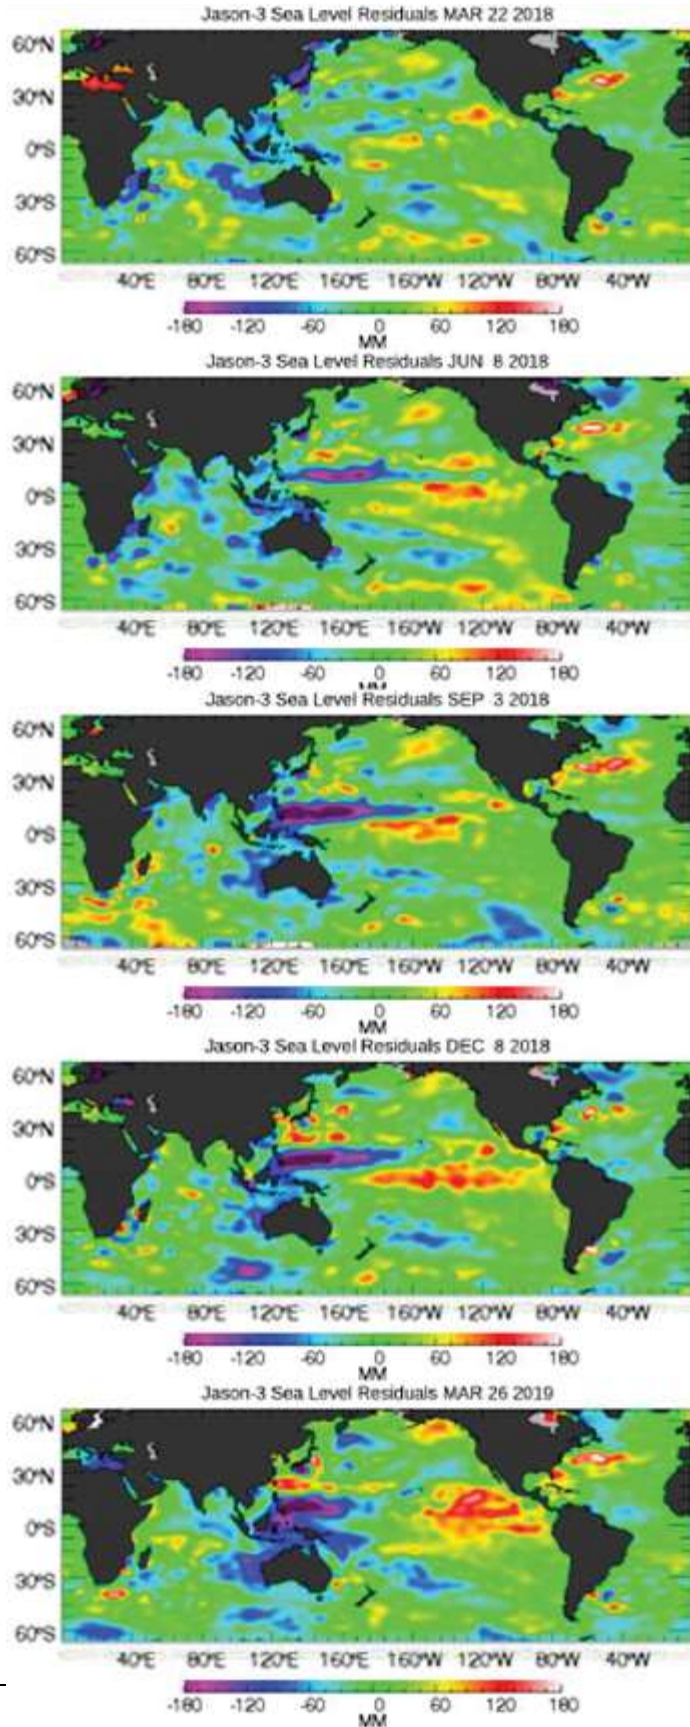 Jason-3 Sea Level Residuals MAR 22 2018
60°N
30°N
0°S
30°S
60°S
40°E 80°E 120°E 160°E 160°W 120°W 80°W 40°W
-180 -120 -60 0 60 120 180
MM
Jason-3 Sea Level Residuals JUN 8 2018
60°N
30°N
0°S
30°S
60°S
40°E 80°E 120°E 160°E 160°W 120°W 80°W 40°W
-180 -120 -60 0 60 120 180
MM
Jason-3 Sea Level Residuals SEP 3 2018
60°N
30°N
0°S
30°S
60°S
40°E 80°E 120°E 160°E 160°W 120°W 80°W 40°W
-180 -120 -60 0 60 120 180
MM
Jason-3 Sea Level Residuals DEC 8 2018
60°N
30°N
0°S
30°S
60°S
40°E 80°E 120°E 160°E 160°W 120°W 80°W 40°W
-180 -120 -60 0 60 120 180
MM
Jason-3 Sea Level Residuals MAR 26 2019
60°N
30°N
0°S
30°S
60°S
40°E 80°E 120°E 160°E 160°W 120°W 80°W 40°W
-180 -120 -60 0 60 120 180
MM